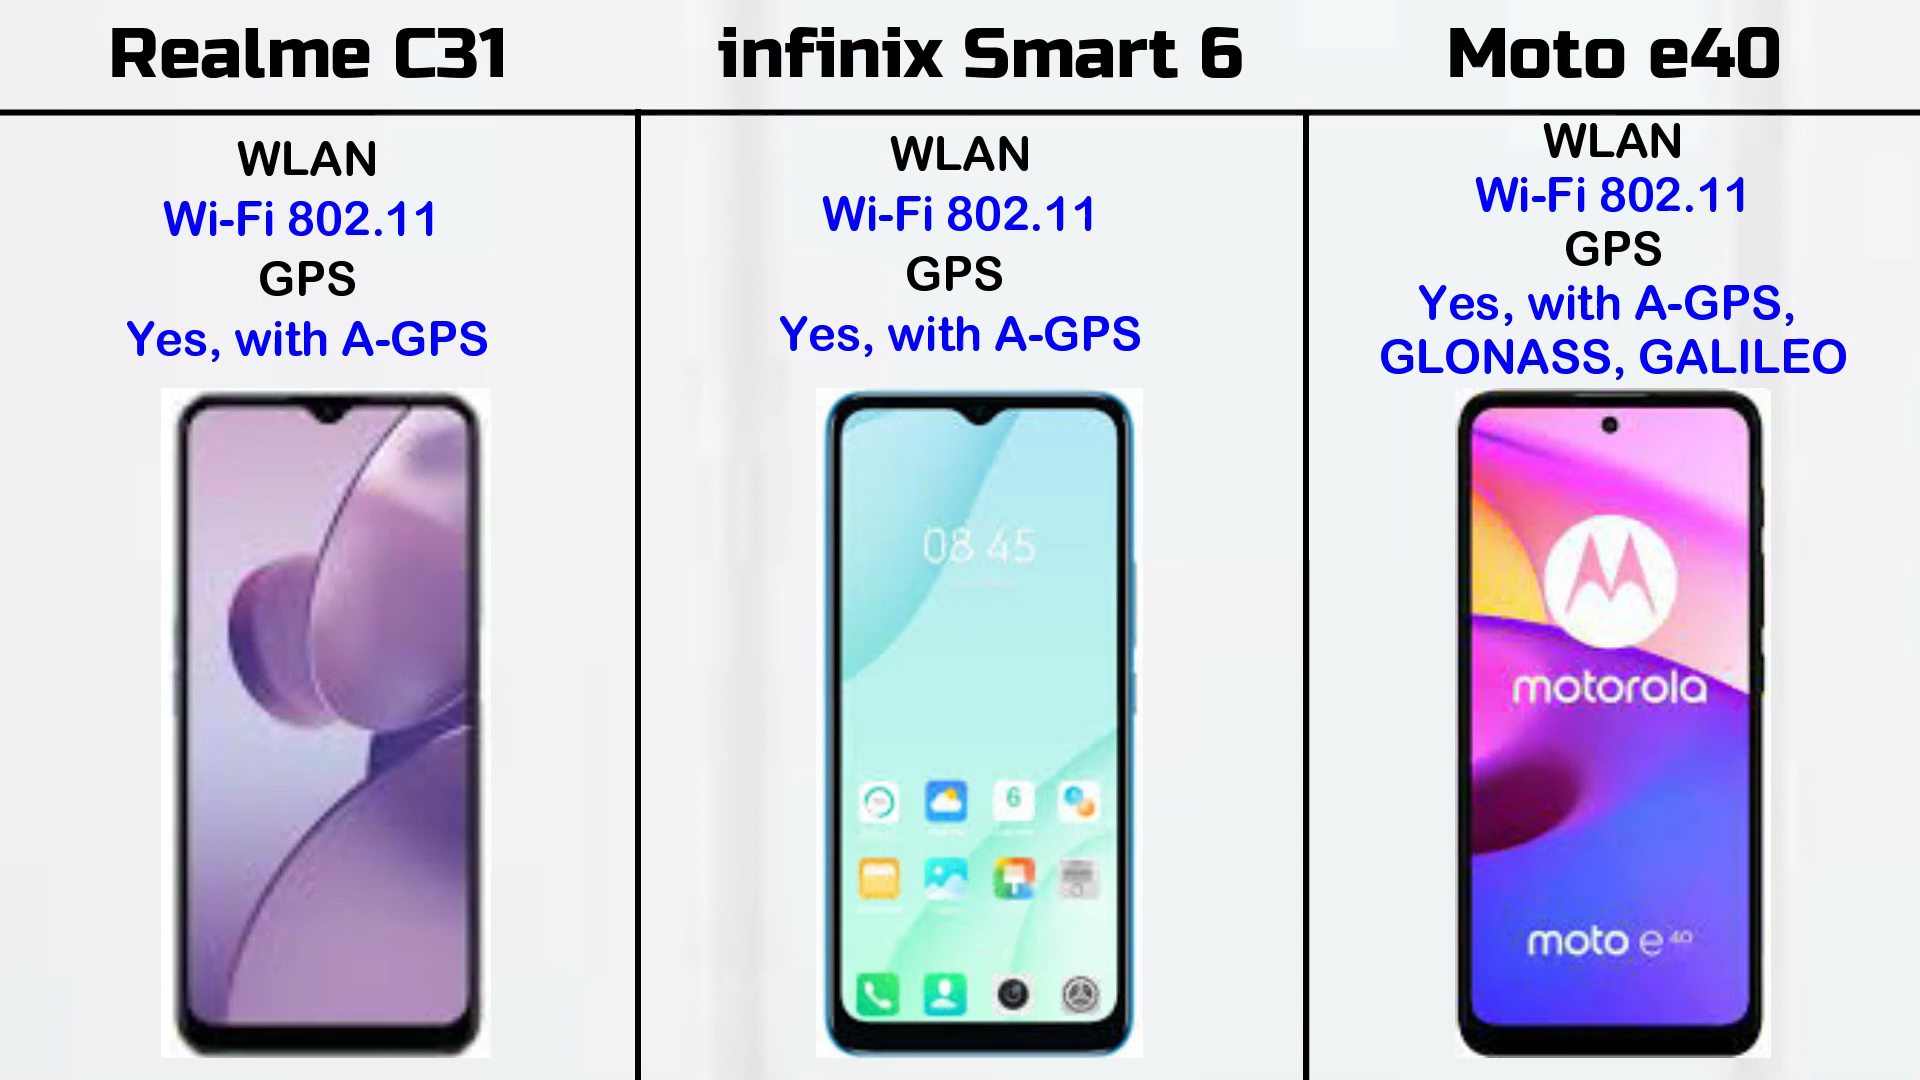 Realme C31
infinix Smart 6
Moto e40
WLAN
Wi-Fi 802.11
GPS
Yes, with A-GPS
WLAN
Wi-Fi 802.11
GPS
Yes, with A-GPS
08 45
6
WLAN
Wi-Fi 802.11
GPS
Yes, with A-GPS,
GLONASS, GALILEO
motorola
moto e 40